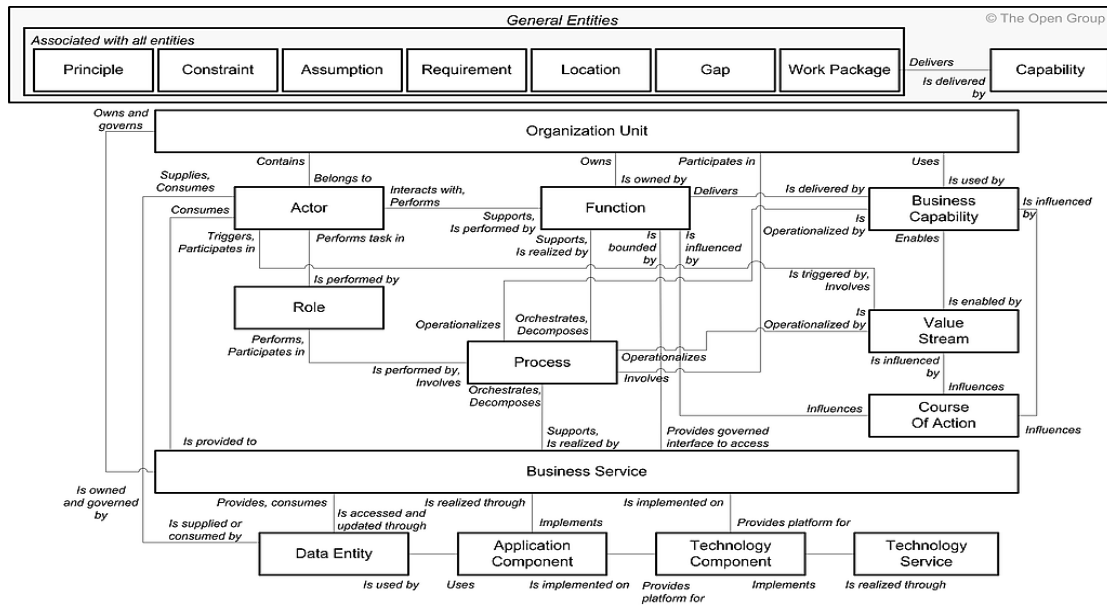 General Entities
© The Open Group
Associated with all entities
Principle
Constraint
Assumption
Requirement
Location
Gap
Work Package
Delivers
Is delivered
by
Capability
Owns and
governs
Organization Unit
Contains
Owns
Participates in
Uses
Supplies,
Consumes
Belongs to
Is owned by
Is used by
Consumes
Actor
Interacts with,
Performs
Supports,
Is performed by
Function
Delivers
Is delivered by
Business
Capability
Is influenced
by
Is
Operationalized by
Triggers,
Participates in
Performs task in
Supports,
Is realized by
Is
bounded
by
Is
influenced
by
Enables
Is triggered by,
Involves
Is performed by
Role
Is enabled by
Operationalizes
Orchestrates,
Decomposes
Is
Operationalized by
Value
Stream
Performs,
Participates in
Process
Operationalizes
Is performed by,
Involves
Involves
Is influenced
by
Orchestrates,
Decomposes
Influences
Influences
Course
Of Action
Influences
Is provided to
Supports,
Is realized by
Provides governed
interface to access
Business Service
Is owned
and governed
by
Provides, consumes
Is realized through
Is implemented on
Is supplied or
consumed by
Is accessed and
updated through
Implements
Provides platform for
Data Entity
Application
Component
Technology
Component
Technology
Service
Is used by
Uses
Is implemented on
Provides
platform for
Implements
Is realized through